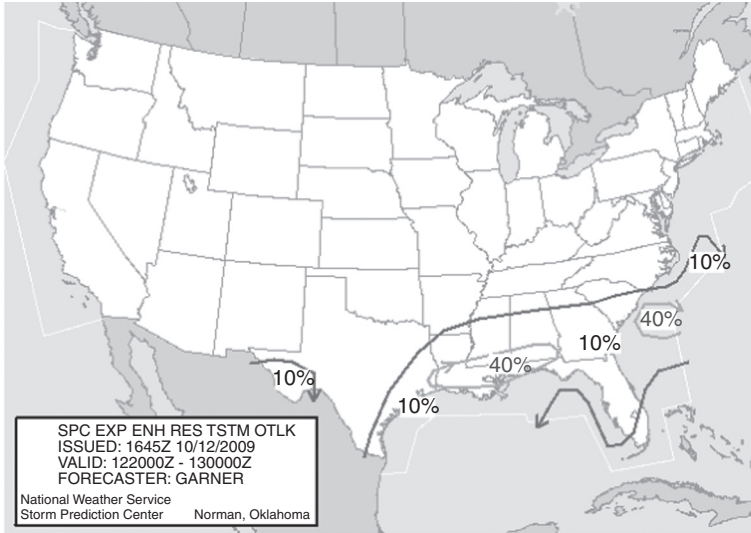 10%
40%
10%
40%
10%
10%
SPC EXP ENH RES TSTM OTLK
ISSUED: 1645Z 10/12/2009
VALID: 122000Z - 130000Z
FORECASTER: GARNER
National Weather Service
Storm Prediction Center Norman, Oklahoma